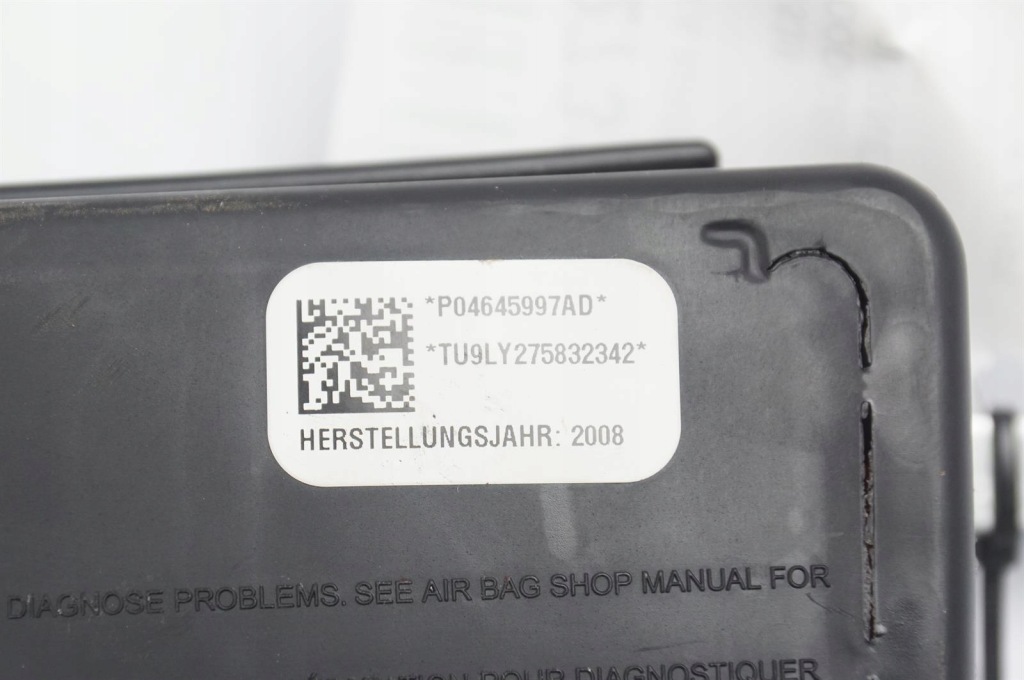 *P04645997AD*
*TU9LY275832342*
HERSTELLUNGSJAHR: 2008
DIAGNOSE PROBLEMS. SEE AIR BAG SHOP MANUAL FOR
POUR DIAGNOSTIQUER